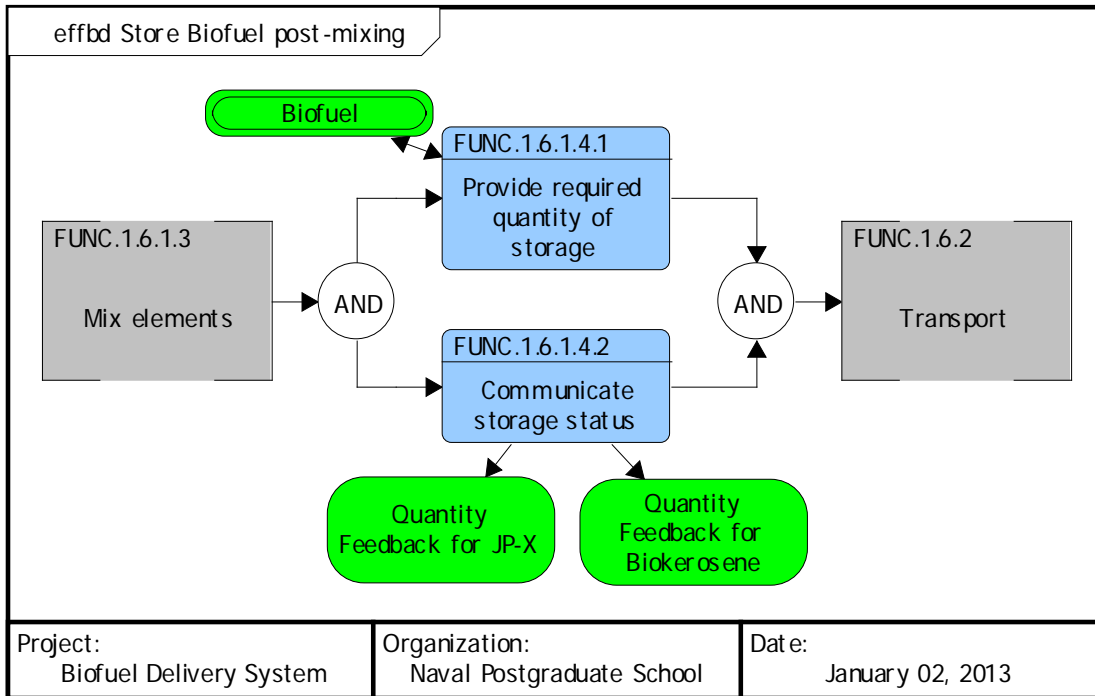 effbd Store Biofuel post-mixing
Biofuel
FUNC.1.6.1.4.1
Provide required
quantity of
storage
FUNC.1.6.1.3
Mix elements
AND
AND
FUNC.1.6.2
Transport
FUNC.1.6.1.4.2
Communicate
storage status
Quantity
Feedback for JP-X
Quantity
Feedback for
Biokerosene
Project:
Biofuel Delivery System
Organization:
Naval Postgraduate School
Date:
January 02, 2013